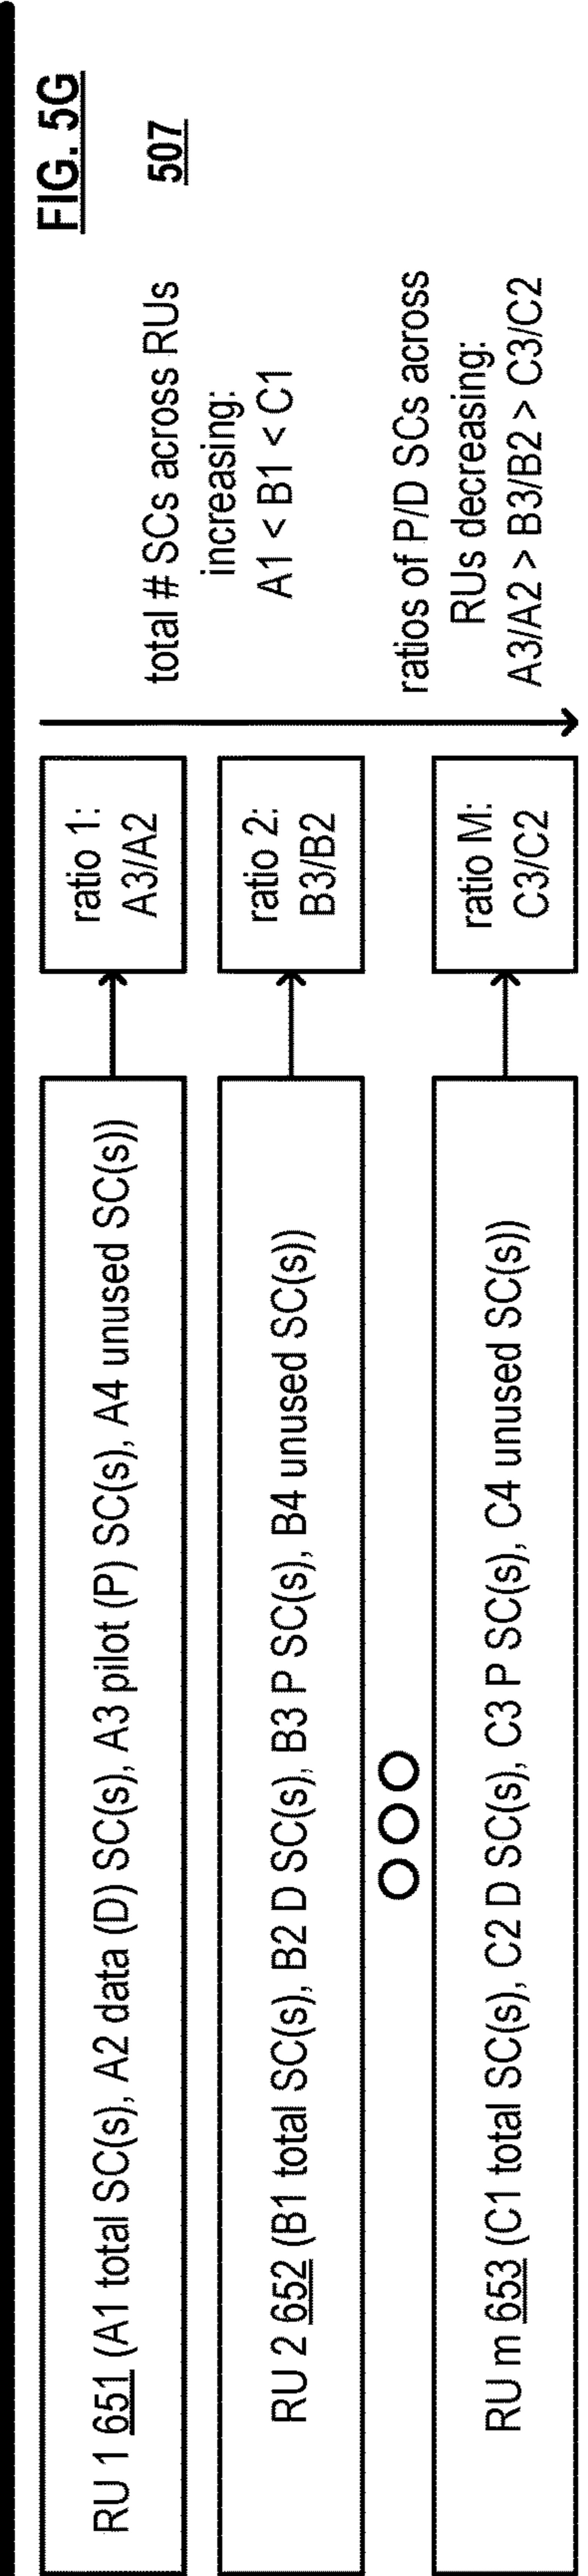 FIG. 5G
507
RU 1 651 (A1 total SC(s), A2 data (D) SC(s), A3 pilot (P) SC(s), A4 unused SC(s))
ratio 1:
A3/A2
total # SCs across RUs
increasing:
A1 < B1 < C1
RU 2 652 (B1 total SC(s), B2 D SC(s), B3 P SC(s), B4 unused SC(s))
ratio 2:
B3/B2
RU m 653 (C1 total SC(s), C2 D SC(s), C3 P SC(s), C4 unused SC(s))
ratio M:
C3/C2
ratios of P/D SCs across
RUs decreasing:
A3/A2 > B3/B2 > C3/C2